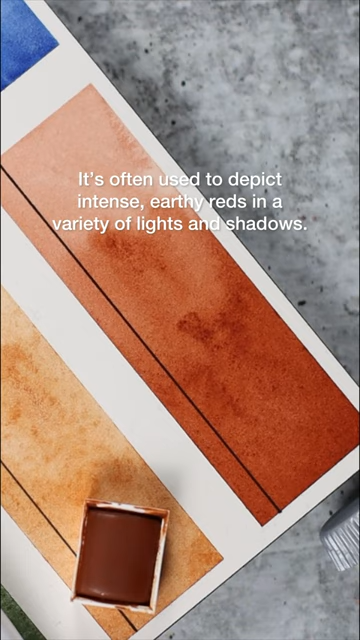 It’s often used to depict
intense, earthy reds in a
variety of lights and shadows.